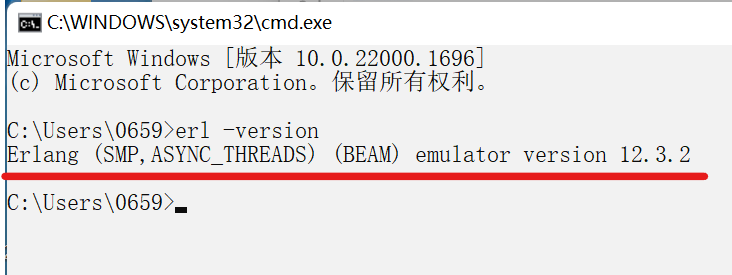 C:\WINDOWS\system32\cmd.exe
Microsoft Windows [版本 10.0.22000.1696]
(c) Microsoft Corporation。保留所有权利。
C:\Users\0659>erl -version
Erlang (SMP,ASYNC_THREADS) (BEAM) emulator version 12.3.2
C:\Users\0659>